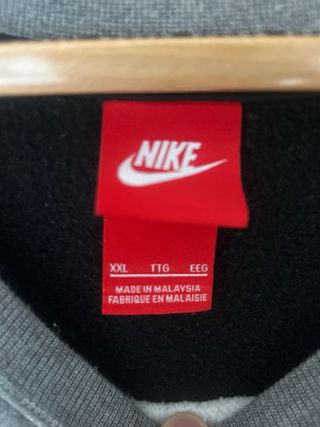 NIKE
XXL TTG EEG
MADE IN MALAYSIA
FABRIQUE EN MALAISIE